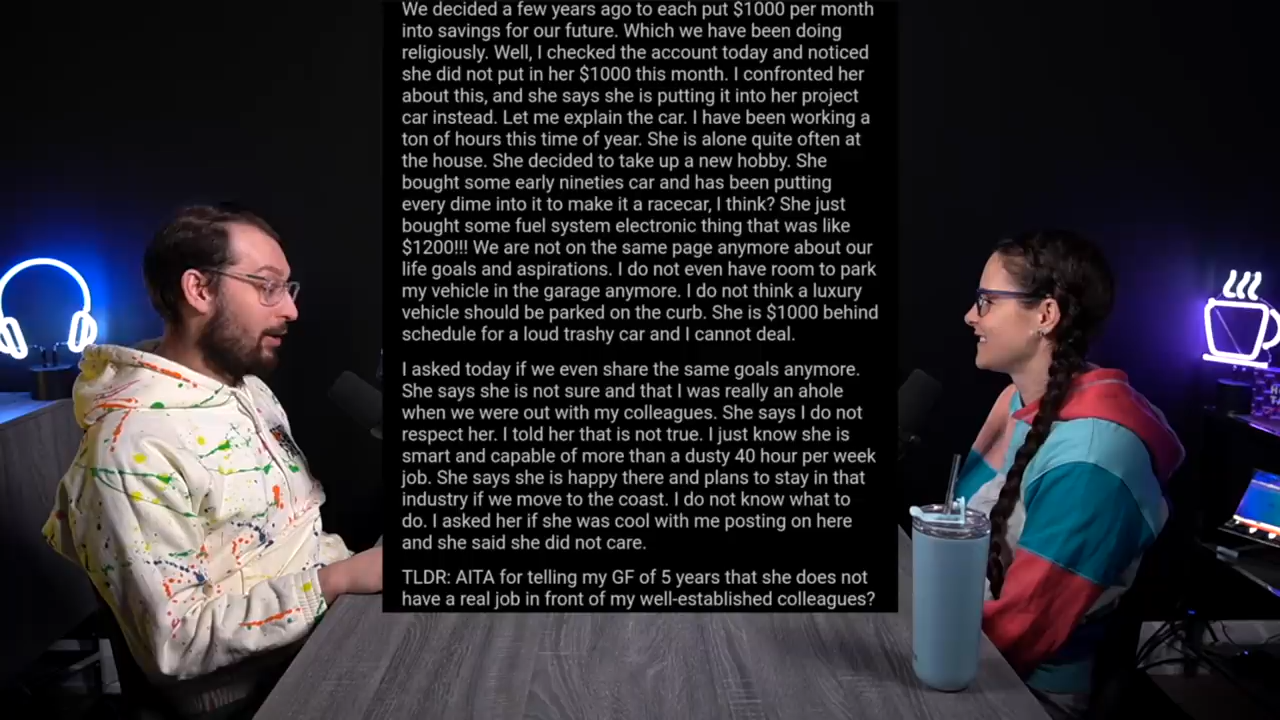 We decided a few years ago to each put $1000 per month
into savings for our future. Which we have been doing
religiously. Well, I checked the account today and noticed
she did not put in her $1000 this month. I confronted her
about this, and she says she is putting it into her project
car instead. Let me explain the car. I have been working a
ton of hours this time of year. She is alone quite often at
the house. She decided to take up a new hobby. She
bought some early nineties car and has been putting
every dime into it to make it a racecar, I think? She just
bought some fuel system electronic thing that was like
$1200!!! We are not on the same page anymore about our
life goals and aspirations. I do not even have room to park
my vehicle in the garage anymore. I do not think a luxury
vehicle should be parked on the curb. She is $1000 behind
schedule for a loud trashy car and I cannot deal.
I asked today if we even share the same goals anymore.
She says she is not sure and that I was really an ahole
when we were out with my colleagues. She says I do not
respect her. I told her that is not true. I just know she is
smart and capable of more than a dusty 40 hour per week
job. She says she is happy there and plans to stay in that
industry if we move to the coast. I do not know what to
do. I asked her if she was cool with me posting on here
and she said she did not care.
TLDR: AITA for telling my GF of 5 years that she does not
have a real job in front of my well-established colleagues?